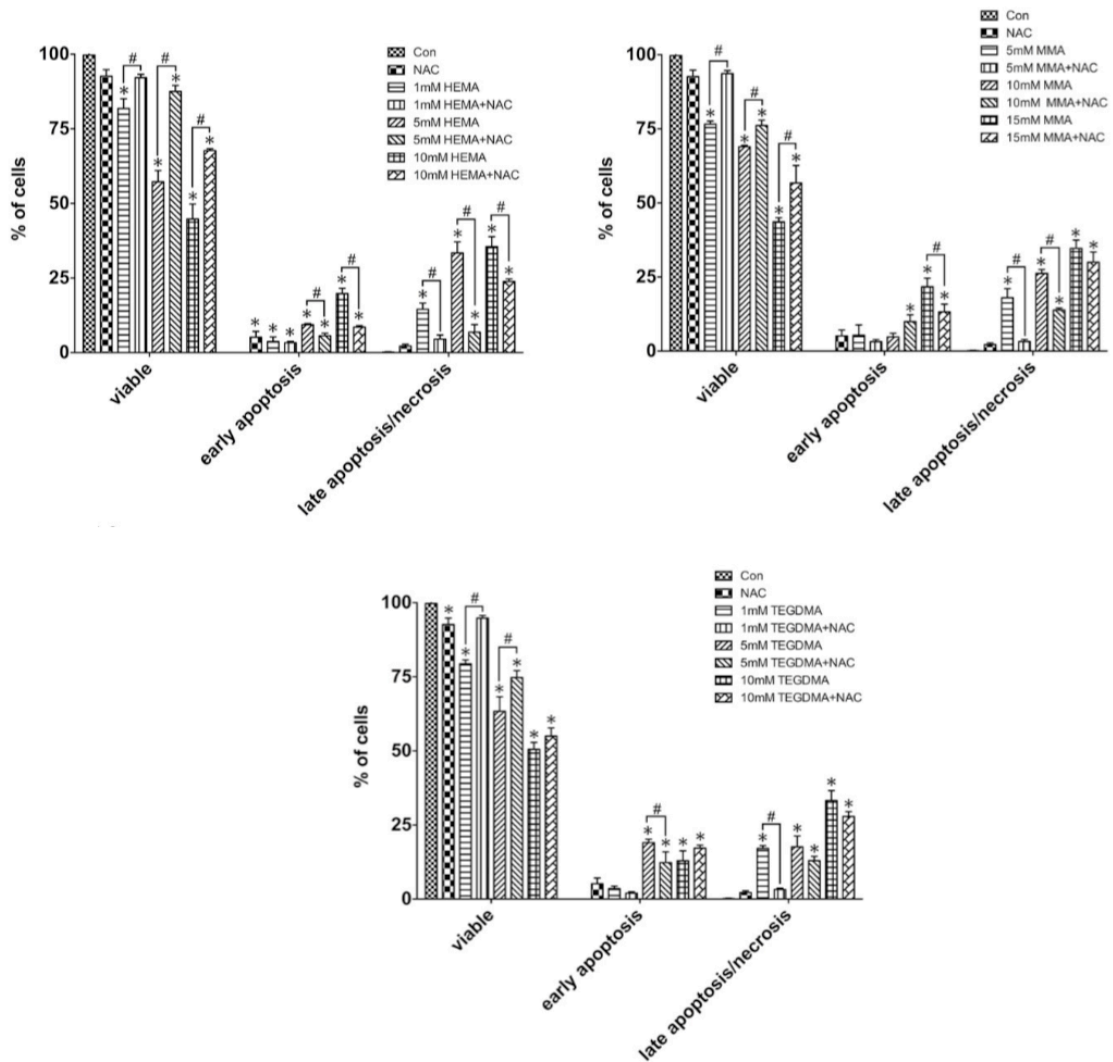 Con
NAC
1mM HEMA
1mM HEMA+NAC
5mM HEMA
5mM HEMA+NAC
10mM HEMA
10mM HEMA+NAC
% of cells
100
75
50
25
0
* # * # * * # *
* * * * # * * # *
* # * # * * # *
viable
early apoptosis
late apoptosis/necrosis
Con
NAC
5mM MMA
5mM MMA+NAC
10mM MMA
10mM MMA+NAC
15mM MMA
15mM MMA+NAC
% of cells
100
75
50
25
0
* # * # * * # *
* * # *
* # * # * * *
viable
early apoptosis
late apoptosis/necrosis
Con
NAC
1mM TEGDMA
1mM TEGDMA+NAC
5mM TEGDMA
5mM TEGDMA+NAC
10mM TEGDMA
10mM TEGDMA+NAC
% of cells
100
75
50
25
0
* * # * # * * *
* # * * *
* # * * * *
viable
early apoptosis
late apoptosis/necrosis